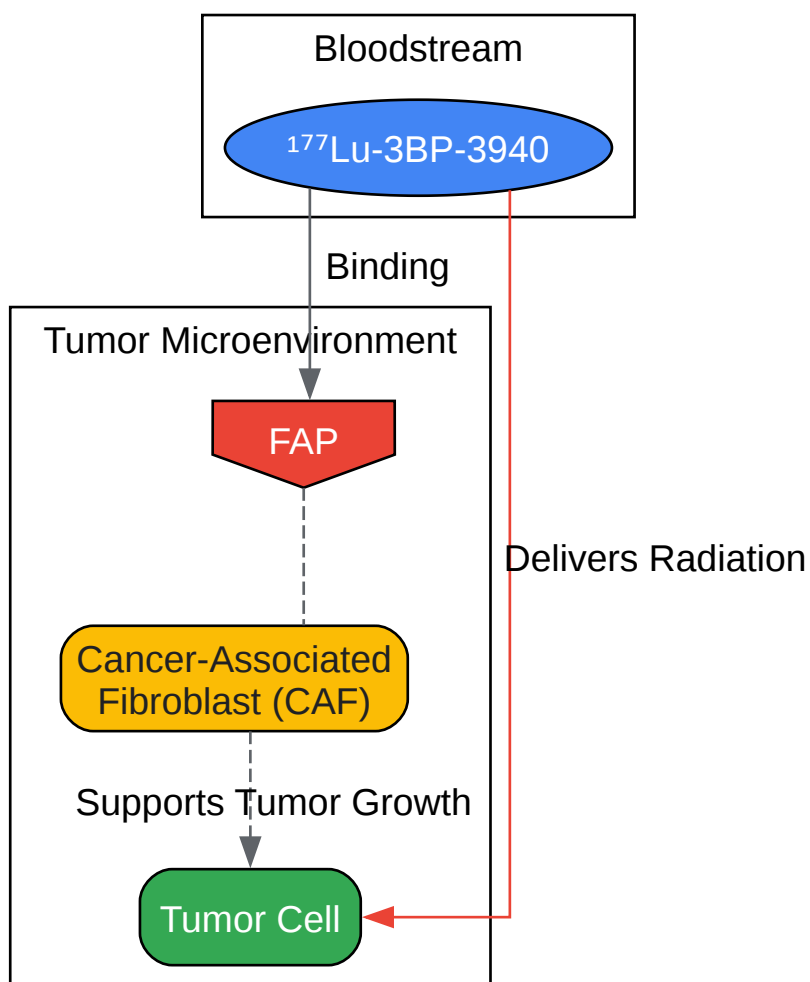 Bloodstream
¹⁷⁷Lu-3BP-3940
Binding
Tumor Microenvironment
FAP
Delivers Radiation
Cancer-Associated
Fibroblast (CAF)
Supports Tumor Growth
Tumor Cell